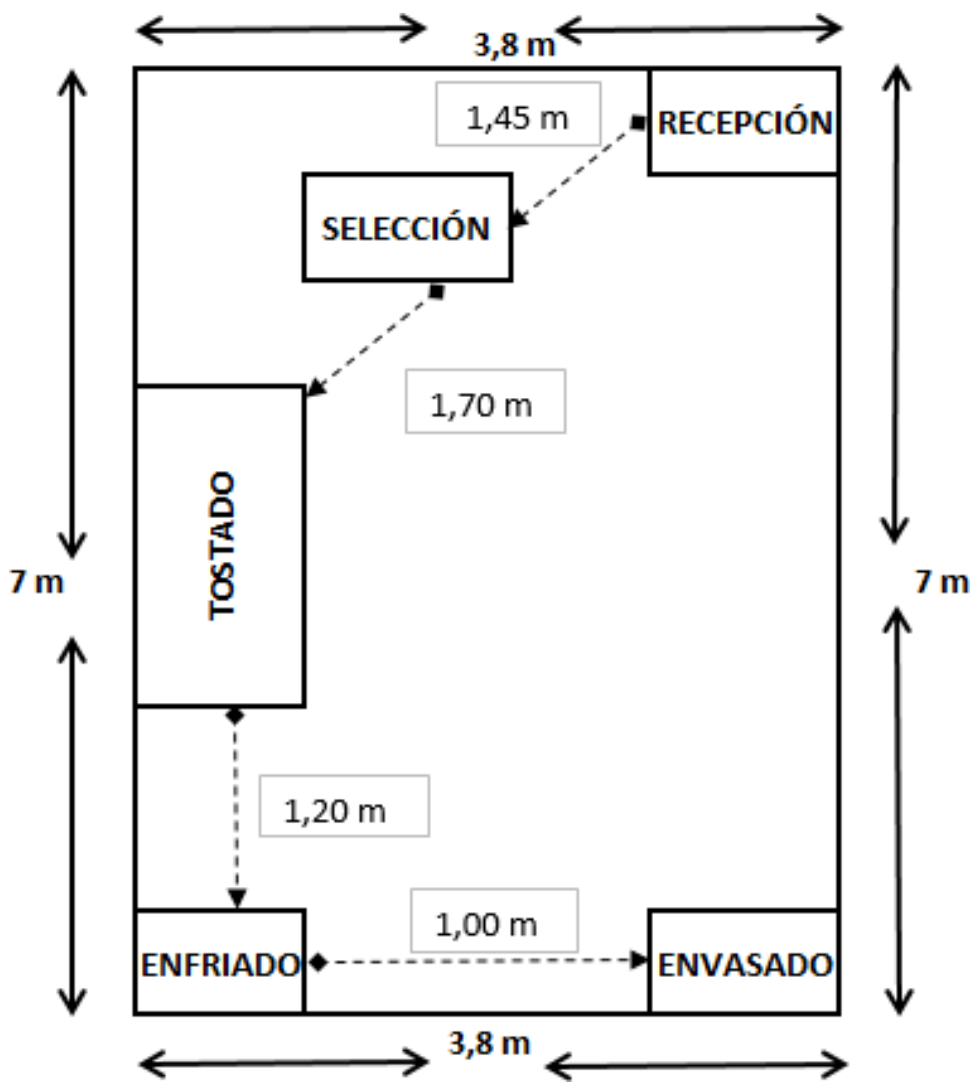 3,8 m
1,45 m
RECEPCIÓN
SELECCIÓN
1,70 m
TOSTADO
7 m
7 m
1,20 m
1,00 m
ENFRIADO
ENVASADO
3,8 m